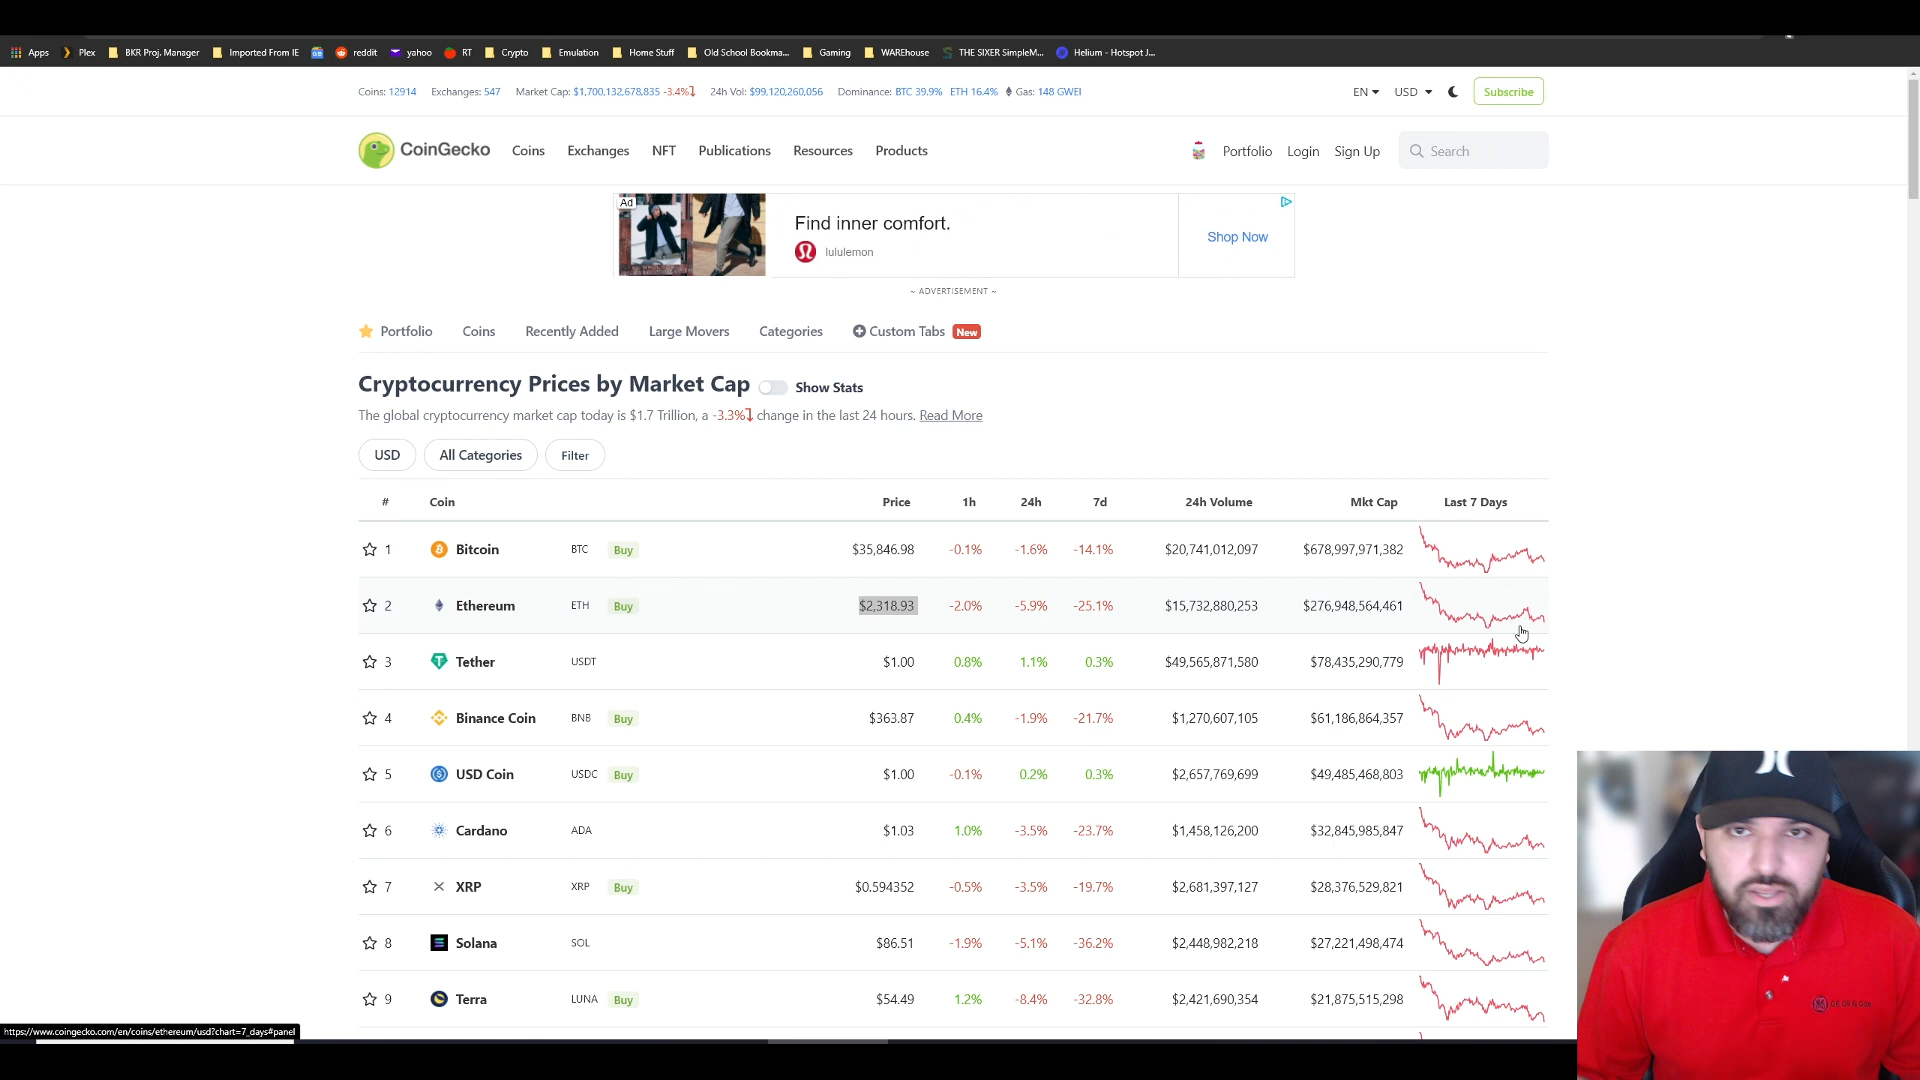 Apps Plex BKR Proj. Manager Imported From IE reddit yahoo RT Crypto Emulation Home Stuff Old School Bookma... Gaming WAREhouse THE SIXER SimpleM... Helium - Hotspot J...
Coins: 12914 Exchanges: 547 Market Cap: $1,700,132,678,835 -3.4% 24h Vol: $99,120,260,056 Dominance: BTC 39.9% ETH 16.4% Gas: 148 GWEI EN USD Subscribe
CoinGecko Coins Exchanges NFT Publications Resources Products Portfolio Login Sign Up Search
Ad
Find inner comfort.
lululemon
Shop Now
~ ADVERTISEMENT ~
Portfolio Coins Recently Added Large Movers Categories Custom Tabs New
Cryptocurrency Prices by Market Cap Show Stats
The global cryptocurrency market cap today is $1.7 Trillion, a -3.3% change in the last 24 hours. Read More
USD All Categories Filter
# Coin Price 1h 24h 7d 24h Volume Mkt Cap Last 7 Days
1 Bitcoin BTC Buy $35,846.98 -0.1% -1.6% -14.1% $20,741,012,097 $678,997,971,382
2 Ethereum ETH Buy $2,318.93 -2.0% -5.9% -25.1% $15,732,880,253 $276,948,564,461
3 Tether USDT $1.00 0.8% 1.1% 0.3% $49,565,871,580 $78,435,290,779
4 Binance Coin BNB Buy $363.87 0.4% -1.9% -21.7% $1,270,607,105 $61,186,864,357
5 USD Coin USDC Buy $1.00 -0.1% 0.2% 0.3% $2,657,769,699 $49,485,468,803
6 Cardano ADA $1.03 1.0% -3.5% -23.7% $1,458,126,200 $32,845,985,847
7 XRP XRP Buy $0.594352 -0.5% -3.5% -19.7% $2,681,397,127 $28,376,529,821
8 Solana SOL $86.51 -1.9% -5.1% -36.2% $2,448,982,218 $27,221,498,474
9 Terra LUNA Buy $54.49 1.2% -8.4% -32.8% $2,421,690,354 $21,875,515,298
https://www.coingecko.com/en/coins/ethereum/usd?chart=7_days#panel